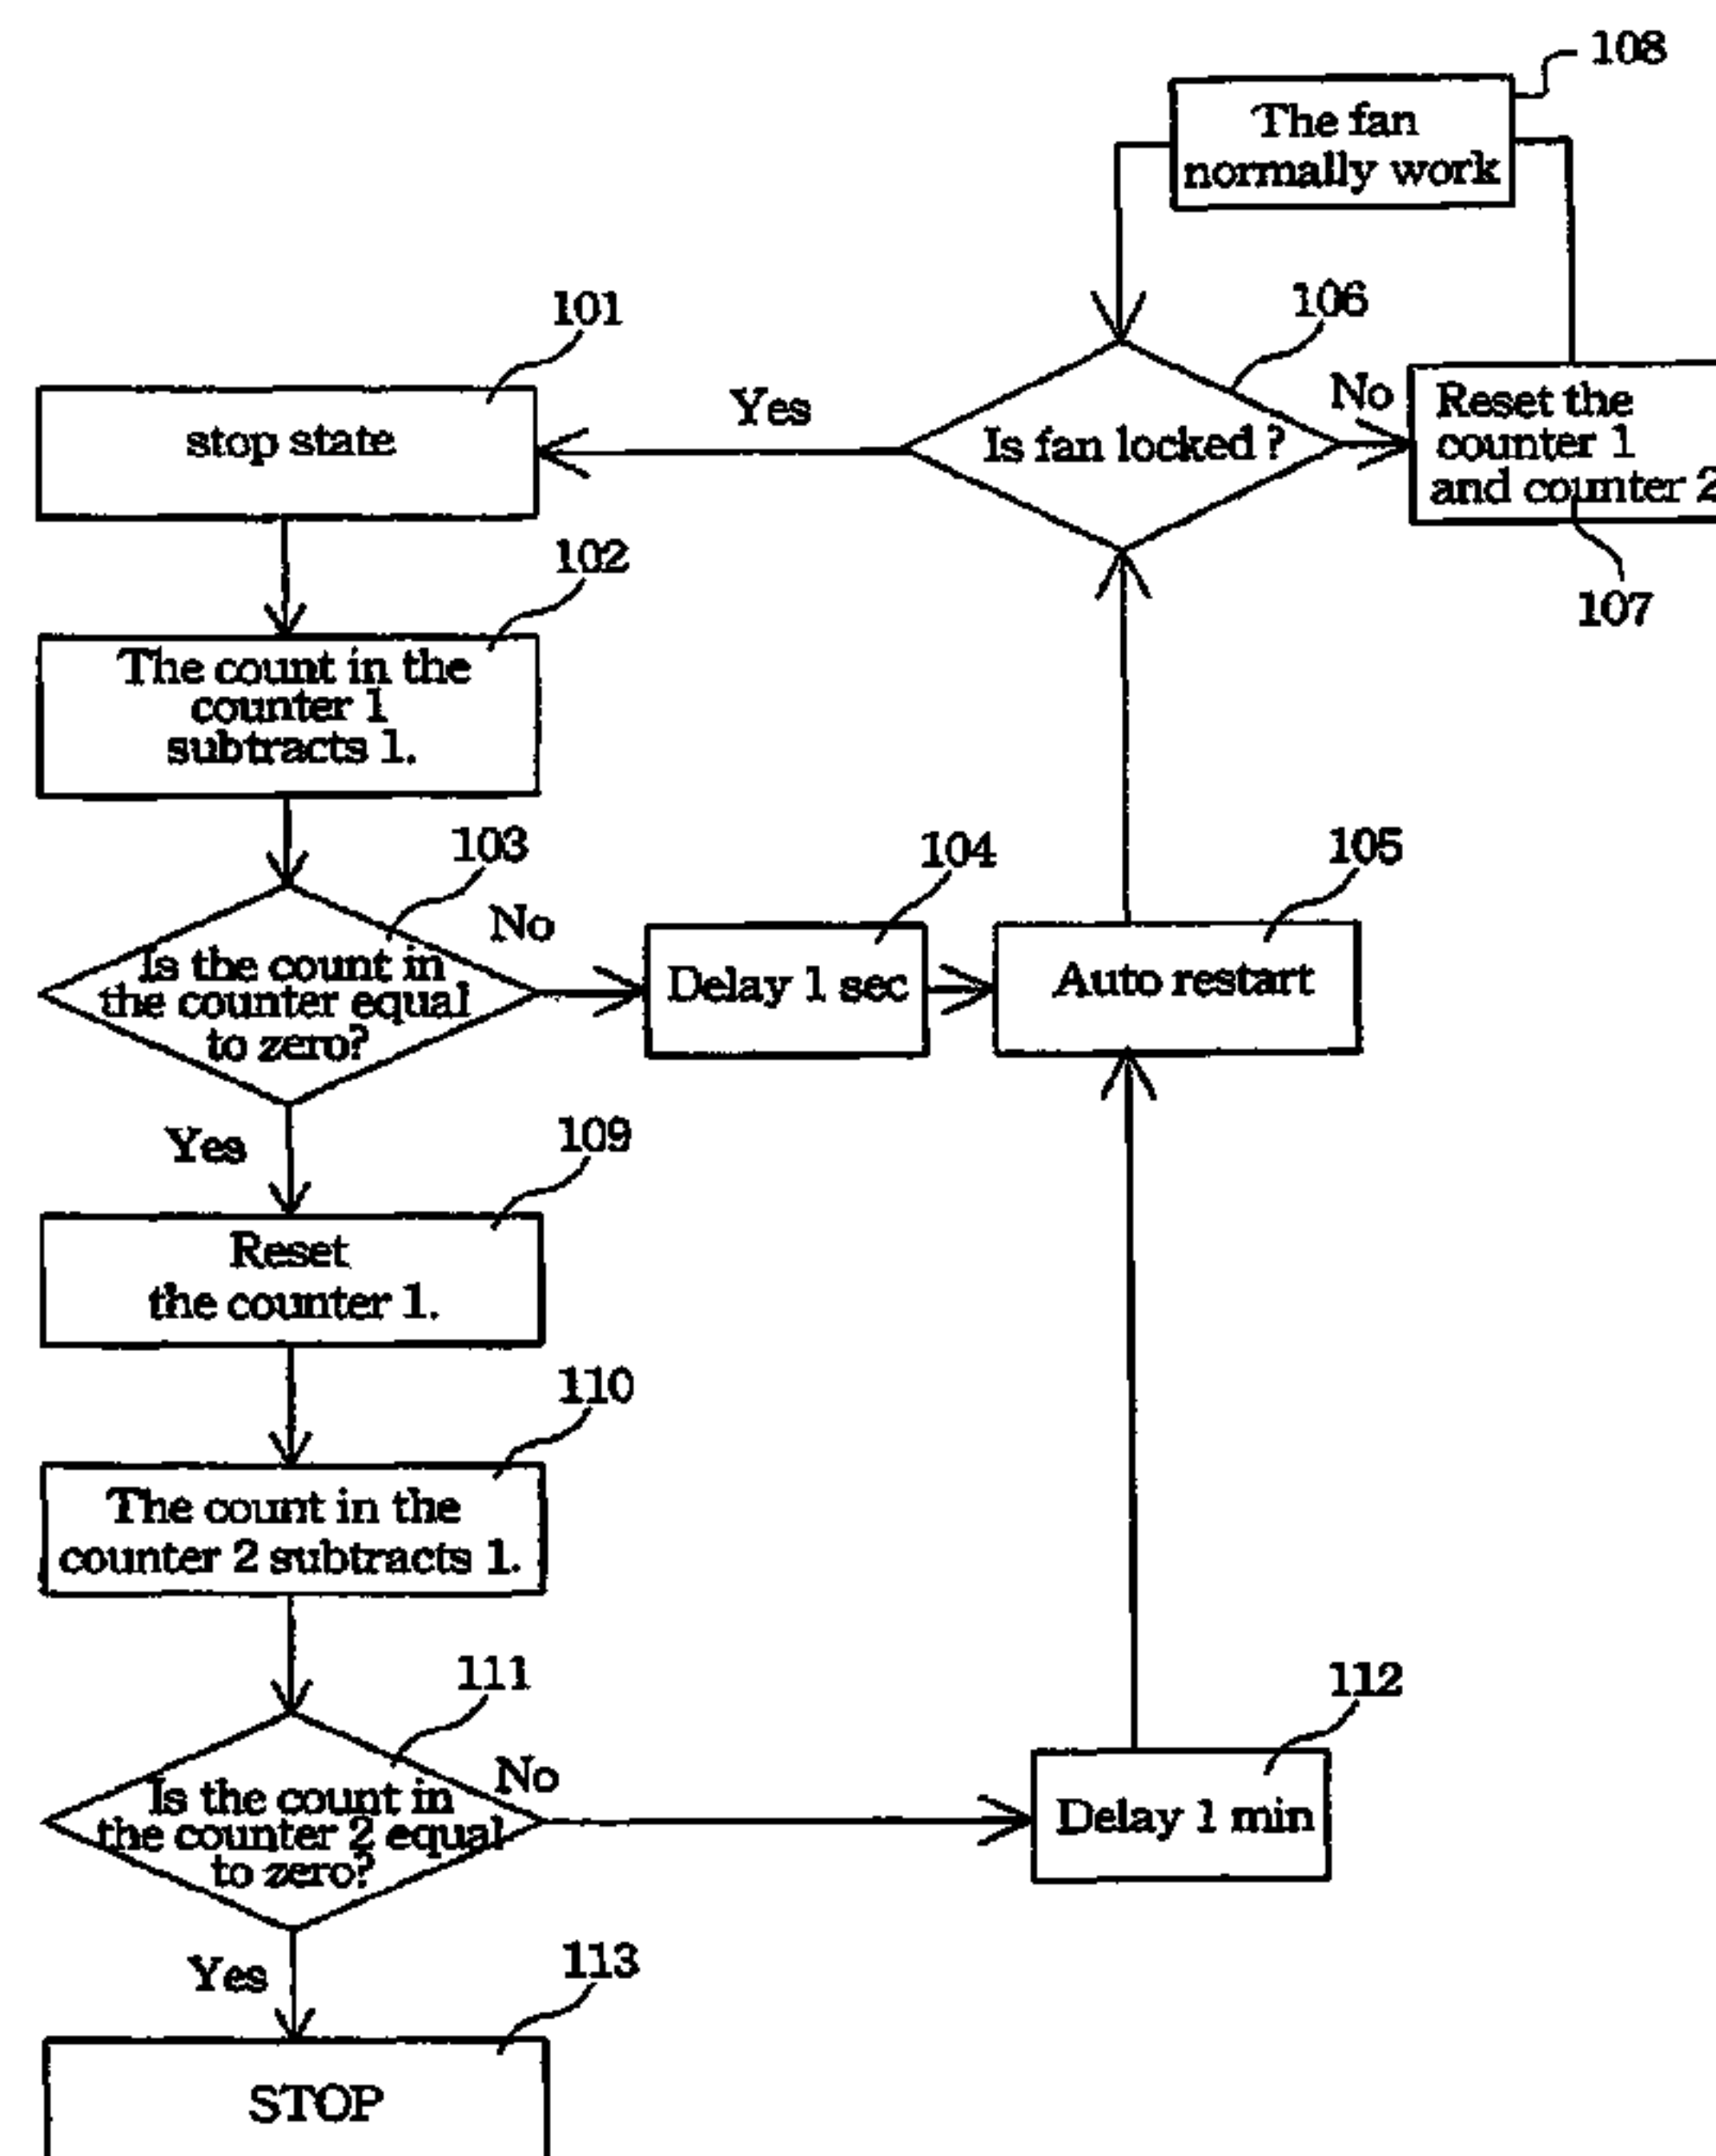 108
The fan
normally work
106
101
Yes
No
stop state
Is fan locked ?
Reset the
counter 1
and counter 2
107
102
The count in the
counter 1
subtracts 1.
103
104
105
No
Is the count in
the counter equal
to zero?
Delay 1 sec
Auto restart
Yes
109
Reset
the counter 1.
110
The count in the
counter 2 subtracts 1.
111
112
No
Is the count in
the counter 2 equal
to zero?
Delay 1 min
Yes
113
STOP